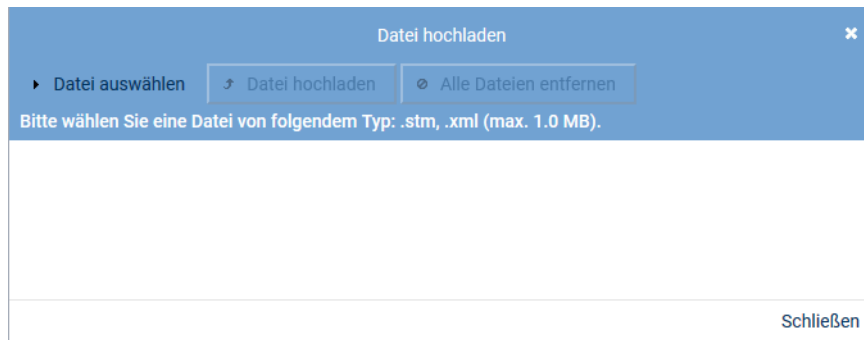 Datei hochladen
Datei auswählen Datei hochladen Alle Dateien entfernen
Bitte wählen Sie eine Datei von folgendem Typ: .stm, .xml (max. 1.0 MB).
Schließen